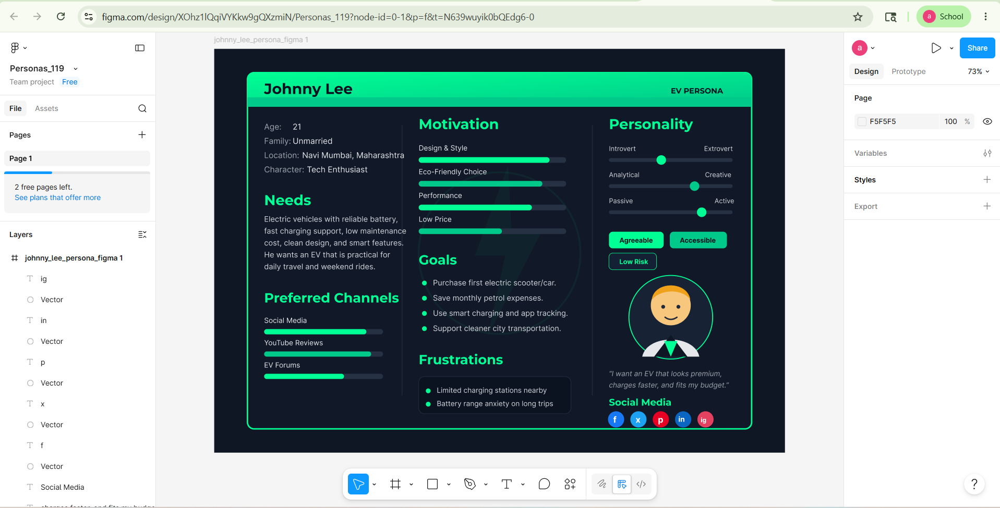 figma.com/design/XOhz1lQqiVYKkw9gQXzmiN/Personas_119?node-id=0-1&p=f&t=N639wuyik0bQEdg6-0
a
School
Personas_119
Team project
Free
File
Assets
Pages
Page 1
2 free pages left.
See plans that offer more
Layers
johnny_lee_persona_figma 1
ig
Vector
in
Vector
p
Vector
x
Vector
f
Vector
Social Media
johnny_lee_persona_figma 1
Johnny Lee
EV PERSONA
Age: 21
Family: Unmarried
Location: Navi Mumbai, Maharashtra
Character: Tech Enthusiast
Needs
Electric vehicles with reliable battery,
fast charging support, low maintenance
cost, clean design, and smart features.
He wants an EV that is practical for
daily travel and weekend rides.
Preferred Channels
Social Media
YouTube Reviews
EV Forums
Motivation
Design & Style
Eco-Friendly Choice
Performance
Low Price
Goals
Purchase first electric scooter/car.
Save monthly petrol expenses.
Use smart charging and app tracking.
Support cleaner city transportation.
Frustrations
Limited charging stations nearby
Battery range anxiety on long trips
Personality
Introvert
Extrovert
Analytical
Creative
Passive
Active
Agreeable
Accessible
Low Risk
“I want an EV that looks premium,
charges faster, and fits my budget.”
Social Media
f
x
p
in
ig
a
Share
Design
Prototype
73%
Page
F5F5F5
100
%
Variables
Styles
Export
?